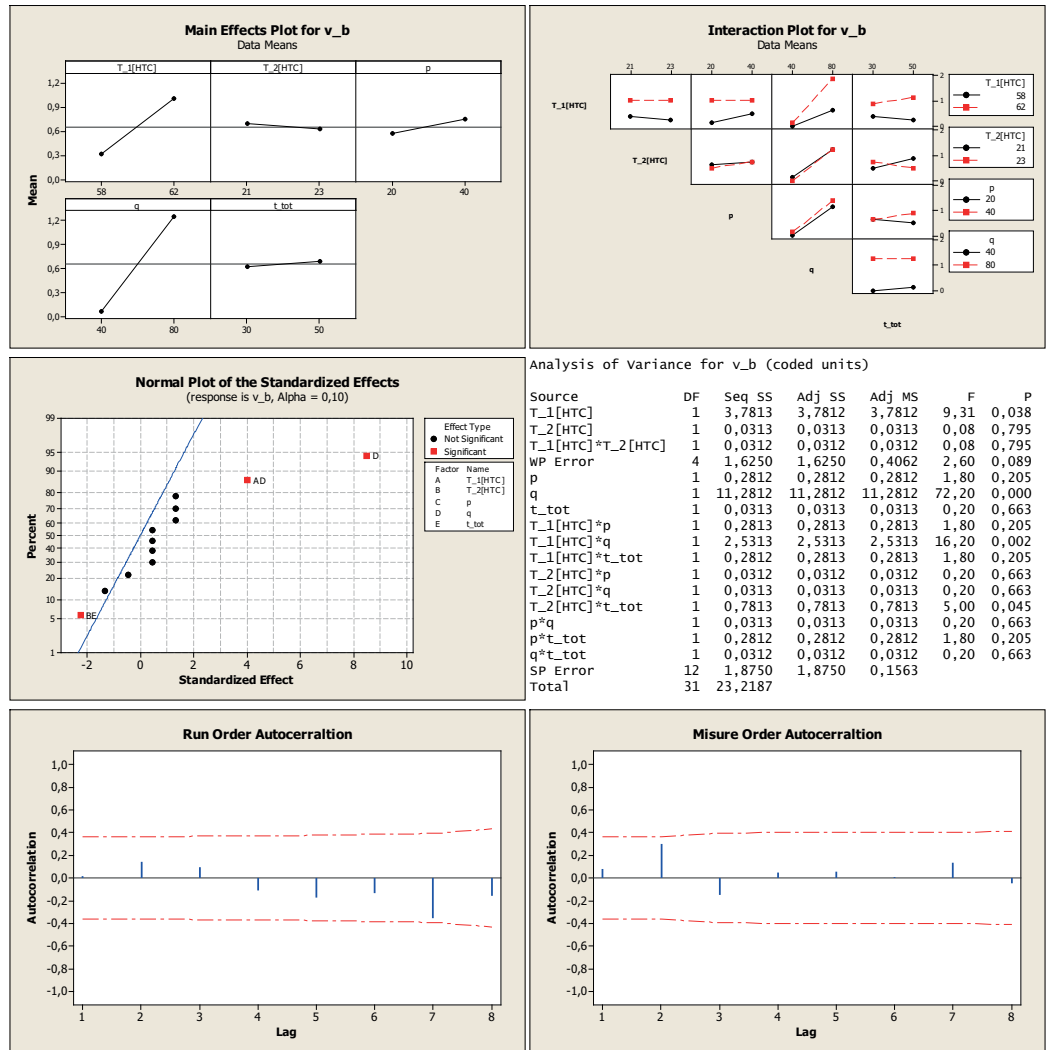 Main Effects Plot for v_b
Data Means
T_1[HTC] T_2[HTC] p
1,2
0,9
0,6
0,3
0,0
58 62 21 23 20 40
q t_tot
1,2
0,9
0,6
0,3
0,0
40 80 30 50
Mean
Interaction Plot for v_b
Data Means
21 23 20 40 40 80 30 50
T_1[HTC]
T_2[HTC]
p
q
t_tot
2
1
0
2
1
0
2
1
0
2
1
0
T_1[HTC]
58
62
T_2[HTC]
21
23
p
20
40
q
40
80
Normal Plot of the Standardized Effects
(response is v_b, Alpha = 0,10)
99
95
90
80
70
60
50
40
30
20
10
5
1
Percent
D
AD
BE
-2 0 2 4 6 8 10
Standardized Effect
Effect Type
Not Significant
Significant
Factor Name
A T_1[HTC]
B T_2[HTC]
C p
D q
E t_tot
Analysis of Variance for v_b (coded units)
Source DF Seq SS Adj SS Adj MS F P
T_1[HTC] 1 3,7813 3,7812 3,7812 9,31 0,038
T_2[HTC] 1 0,0313 0,0313 0,0313 0,08 0,795
T_1[HTC]*T_2[HTC] 1 0,0312 0,0312 0,0312 0,08 0,795
WP Error 4 1,6250 1,6250 0,4062 2,60 0,089
p 1 0,2812 0,2812 0,2812 1,80 0,205
q 1 11,2812 11,2812 11,2812 72,20 0,000
t_tot 1 0,0313 0,0313 0,0313 0,20 0,663
T_1[HTC]*p 1 0,2813 0,2813 0,2813 1,80 0,205
T_1[HTC]*q 1 2,5313 2,5313 2,5313 16,20 0,002
T_1[HTC]*t_tot 1 0,2812 0,2813 0,2813 1,80 0,205
T_2[HTC]*p 1 0,0312 0,0312 0,0312 0,20 0,663
T_2[HTC]*q 1 0,0312 0,0312 0,0312 0,20 0,663
T_2[HTC]*t_tot 1 0,7813 0,7813 0,7813 5,00 0,045
p*q 1 0,0313 0,0313 0,0313 0,20 0,663
p*t_tot 1 0,2812 0,2812 0,2812 1,80 0,205
q*t_tot 1 0,0312 0,0312 0,0312 0,20 0,663
SP Error 12 1,8750 1,8750 0,1563
Total 31 23,2187
Run Order Autocerraltion
1,0
0,8
0,6
0,4
0,2
0,0
-0,2
-0,4
-0,6
-0,8
-1,0
Autocorrelation
1 2 3 4 5 6 7 8
Lag
Misure Order Autocerraltion
1,0
0,8
0,6
0,4
0,2
0,0
-0,2
-0,4
-0,6
-0,8
-1,0
Autocorrelation
1 2 3 4 5 6 7 8
Lag